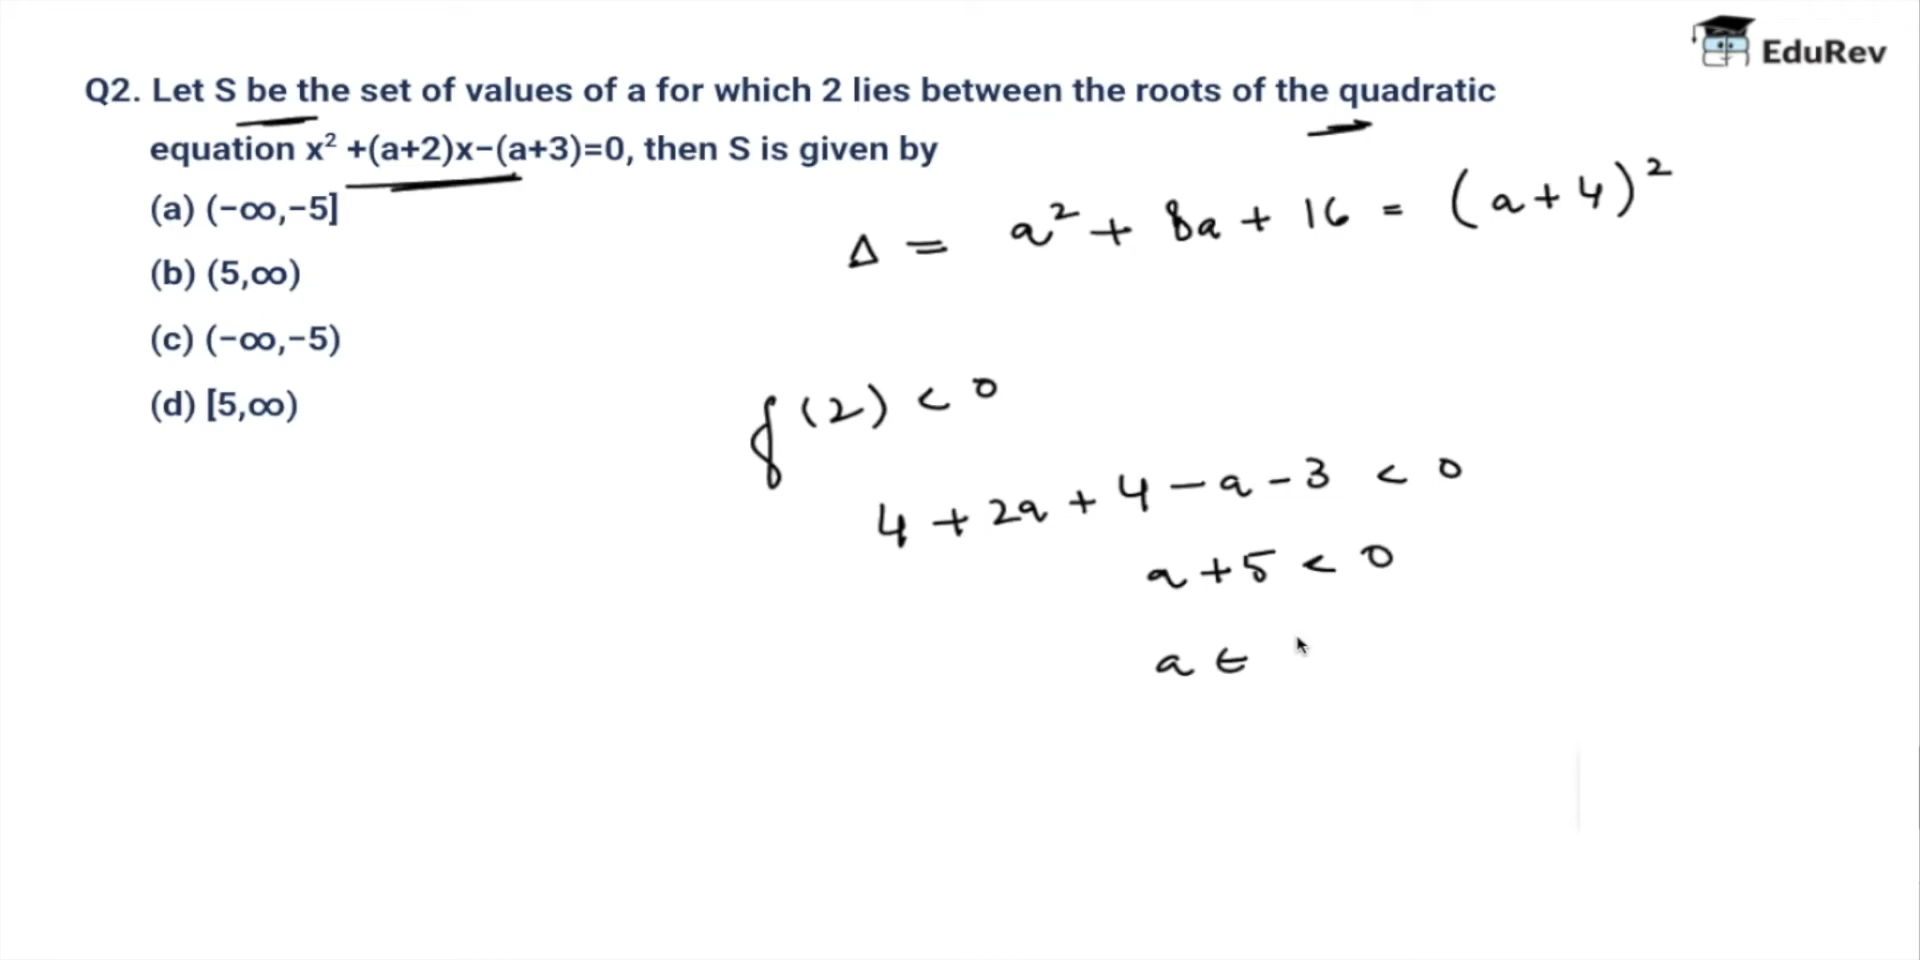 EduRev
Q2. Let S be the set of values of a for which 2 lies between the roots of the quadratic
equation x² +(a+2)x−(a+3)=0, then S is given by
(a) (−∞,−5]
(b) (5,∞)
(c) (−∞,−5)
(d) [5,∞)
Δ = a² + 8a + 16 = (a+4)²
f(2) < 0
4 + 2a + 4 − a − 3 < 0
a + 5 < 0
a ∈